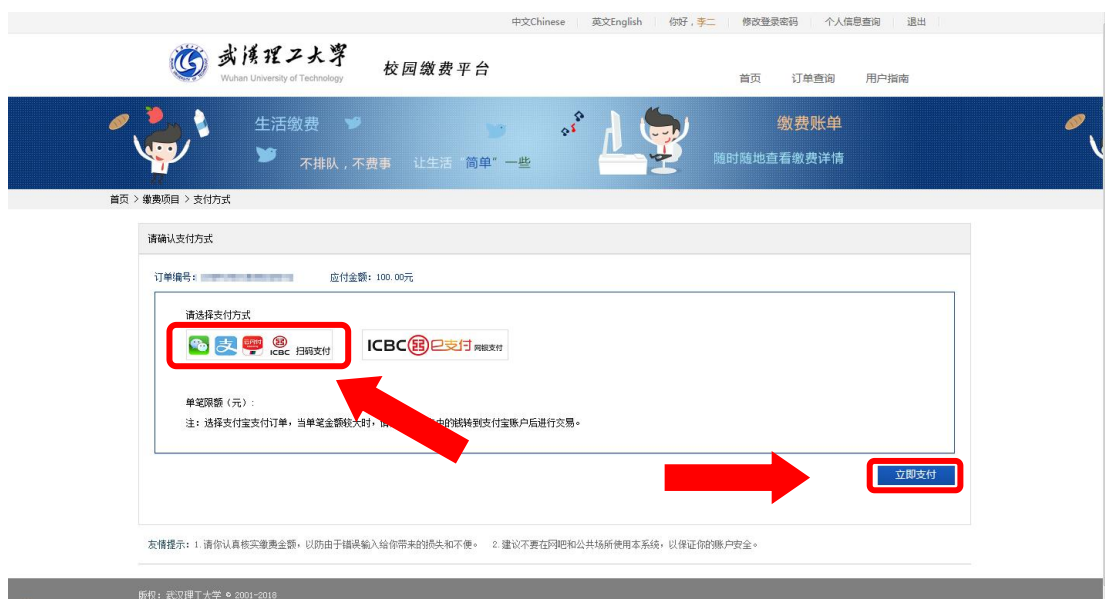 中文Chinese 英文English 你好,李二 修改登录密码 个人信息查询 退出
武汉理工大学 校园缴费平台
Wuhan University of Technology
首页 订单查询 用户指南
生活缴费
缴费账单
不排队,不费事 让生活“简单”一些
随时随地查看缴费详情
首页 > 缴费项目 > 支付方式
请确认支付方式
订单编号: 应付金额: 100.00元
请选择支付方式
ICBC 扫码支付 ICBC 已支付 网银支付
单笔限额(元):
注: 选择支付宝支付订单,当单笔金额较大时, 的钱转到支付宝账户后进行交易。
立即支付
友情提示: 1.请你认真核实缴费金额,以防由于错误输入给你带来的损失和不便。 2.建议不要在网吧和公共场所使用本系统,以保证你的账户安全。
版权: 武汉理工大学 © 2001-2018